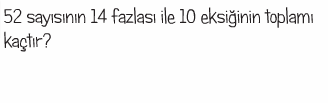 52 sayısının 14 fazlası ile 10 eksiğinin toplamı
kaçtır?